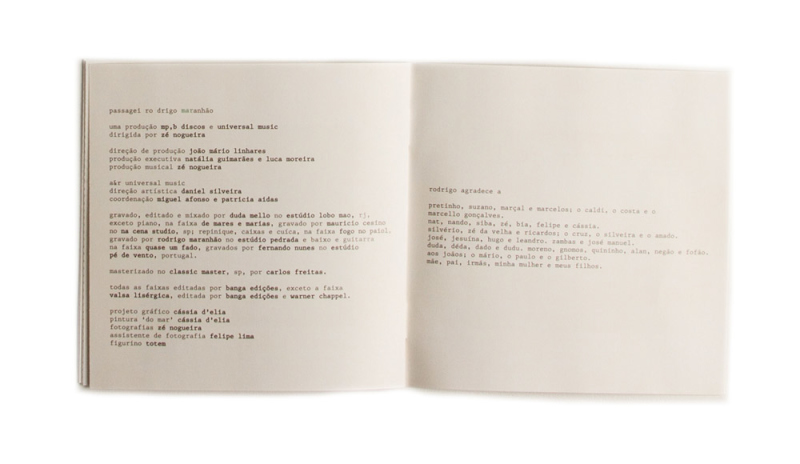 passagei ro drigo maranhão
uma produção mp,b discos e universal music
dirigida por zé nogueira
direção de produção joão mário linhares
produção executiva natália guimarães e luca moreira
produção musical zé nogueira
a&r universal music
direção artística daniel silveira
coordenação miguel afonso e patricia aidas
gravado, editado e mixado por duda mello no estúdio lobo mao, rj,
exceto piano, na faixa de mares e marias, gravado por maurício cesino
no na cena studio, sp; repinique, caixas e cuíca, na faixa fogo no paiol,
gravado por rodrigo maranhão no estúdio pedrada e baixo e guitarra
na faixa quase um fado, gravados por fernando nunes no estúdio
pé de vento, portugal.
masterizado no classic master, sp, por carlos freitas.
todas as faixas editadas por banga edições, exceto a faixa
valsa lisérgica, editada por banga edições e warner chappel.
projeto gráfico cássia d'elia
pintura 'do mar' cássia d'elia
fotografias zé nogueira
assistente de fotografia felipe lima
figurino totem
rodrigo agradece a
pretinho, suzano, marçal e marcelos; o caldi, o costa e o
marcello gonçalves.
nat, nando, siba, zé, bia, felipe e cássia.
silvério, zé da velha e ricardos; o cruz, o silveira e o amado.
josé, jesuína, hugo e leandro. zambas e josé manuel.
duda, déda, dado e dudu. moreno, gnomos, quininho, alan, negão e fofão.
aos joãos; o mário, o paulo e o gilberto.
mãe, pai, irmãs, minha mulher e meus filhos.